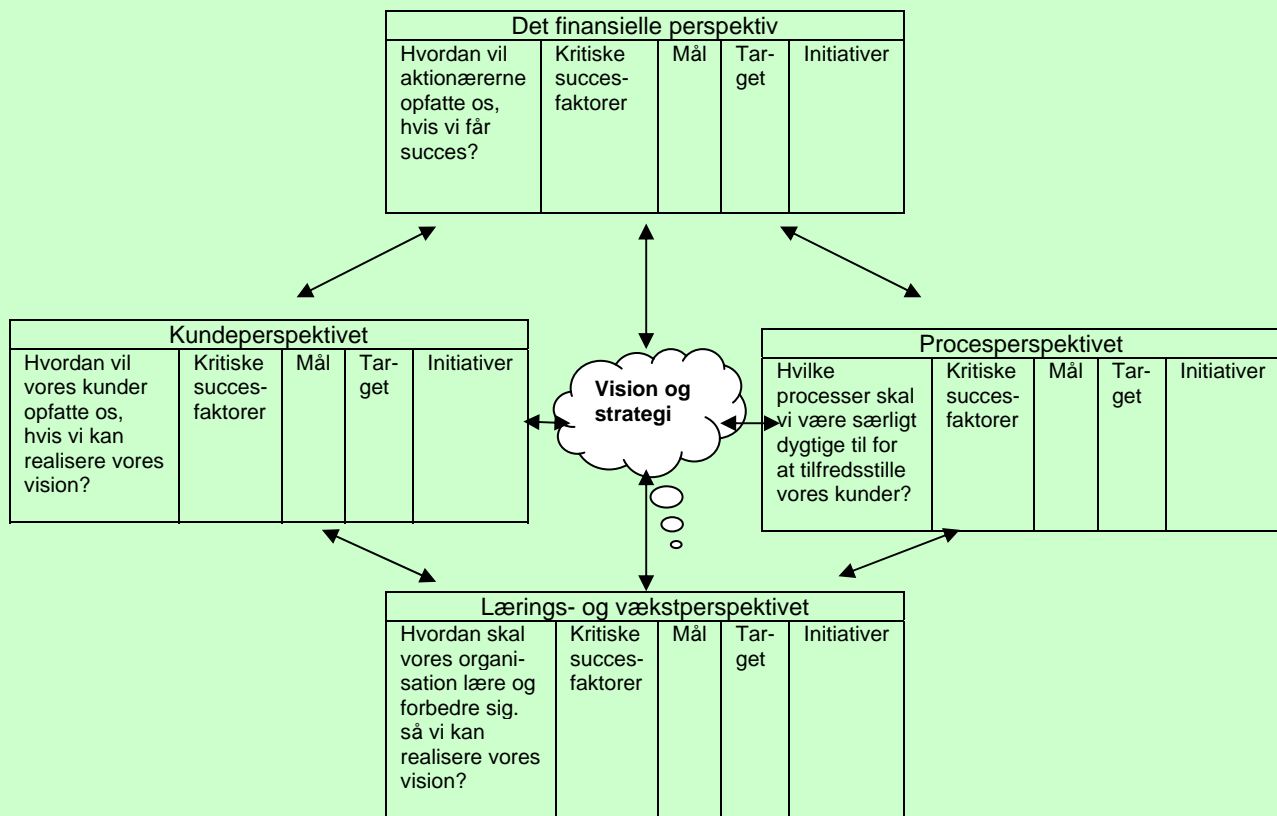 Det finansielle perspektiv
Hvordan vil
aktionærerne
opfatte os,
hvis vi får
succes?
Kritiske
succes-
faktorer
Mål
Tar-
get
Initiativer
Kundeperspektivet
Hvordan vil
vores kunder
opfatte os,
hvis vi kan
realisere vores
vision?
Kritiske
succes-
faktorer
Mål
Tar-
get
Initiativer
Vision og
strategi
Procesperspektivet
Hvilke
processer skal
vi være særligt
dygtige til for
at tilfredsstille
vores kunder?
Kritiske
succes-
faktorer
Mål
Tar-
get
Initiativer
Lærings- og vækstperspektivet
Hvordan skal
vores organi-
sation lære og
forbedre sig.
så vi kan
realisere vores
vision?
Kritiske
succes-
faktorer
Mål
Tar-
get
Initiativer